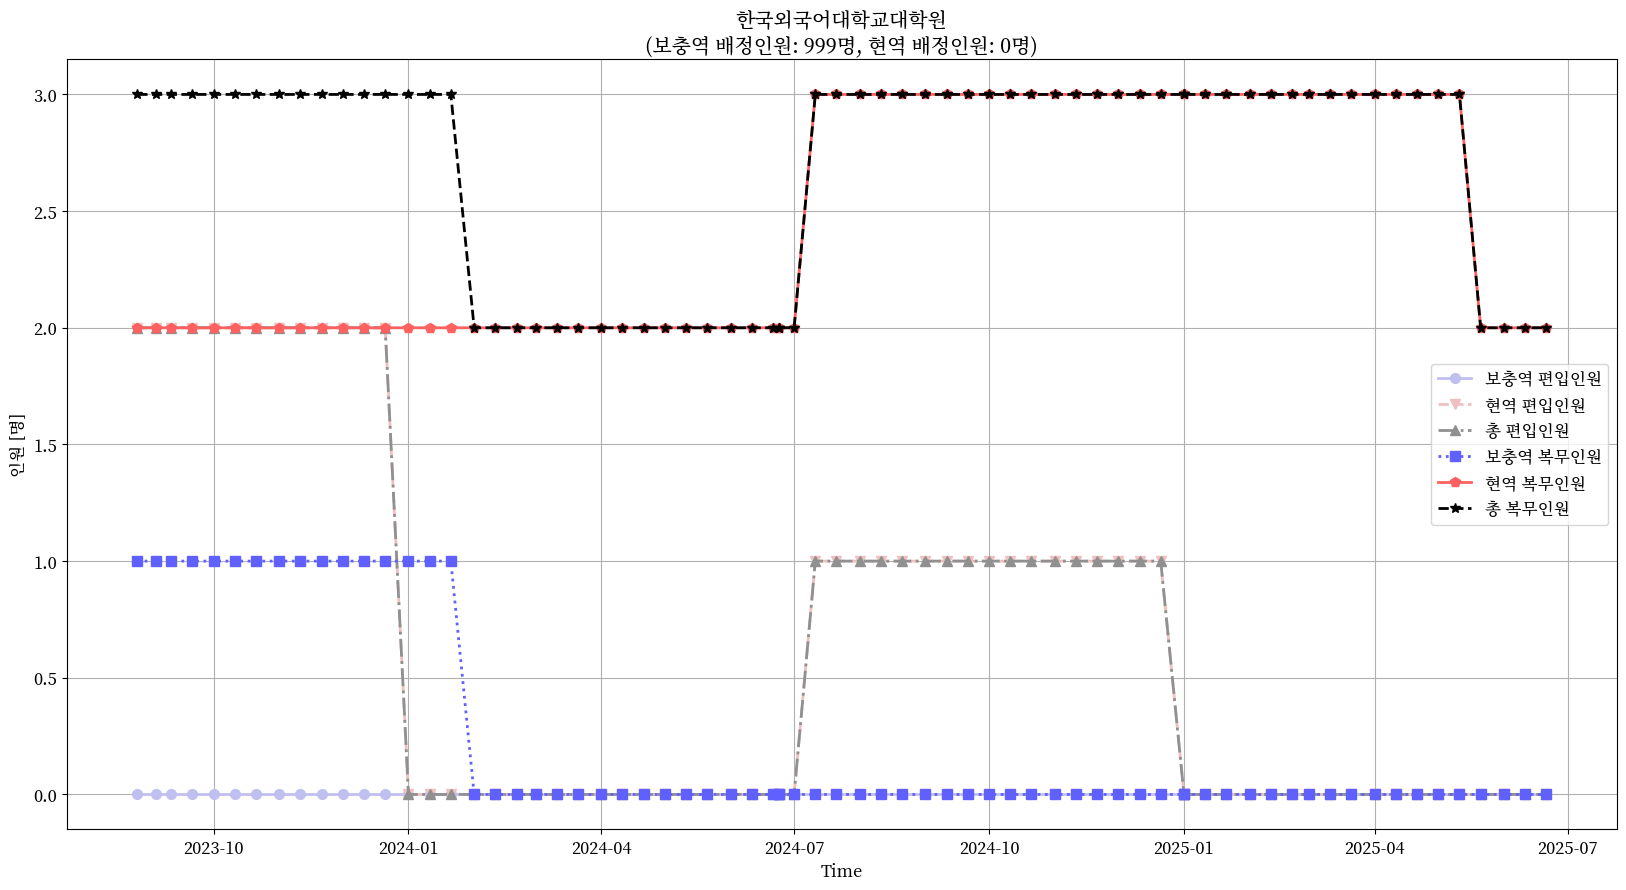 한국외국어대학교대학원
(보충역 배정인원: 999명, 현역 배정인원: 0명)
3.0
2.5
2.0
1.5
1.0
0.5
0.0
인원 [명]
보충역 편입인원
현역 편입인원
총 편입인원
보충역 복무인원
현역 복무인원
총 복무인원
2023-10
2024-01
2024-04
2024-07
2024-10
2025-01
2025-04
2025-07
Time